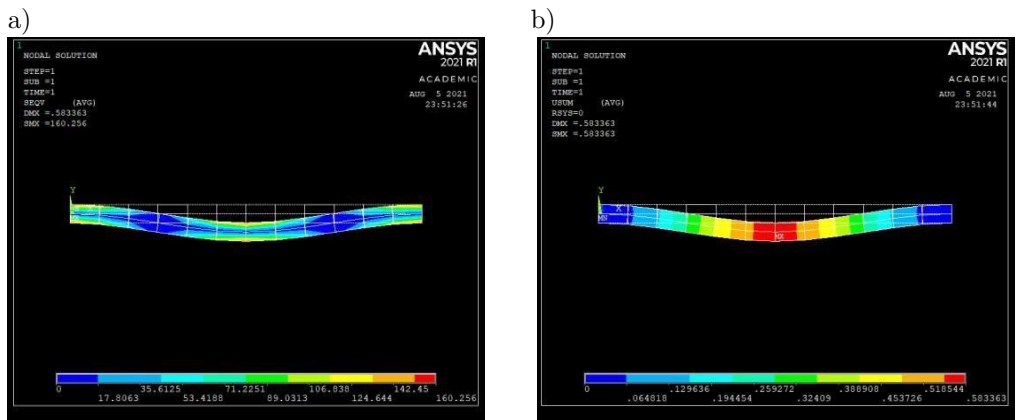 a)
1
NODAL SOLUTION
STEP=1
SUB =1
TIME=1
SEQV (AVG)
DMX =.583363
SMX =160.256
ANSYS
2021 R1
ACADEMIC
AUG 5 2021
23:51:26
Y
0 35.6125 71.2251 106.838 142.45
17.8063 53.4188 89.0313 124.644 160.256
b)
1
NODAL SOLUTION
STEP=1
SUB =1
TIME=1
USUM (AVG)
RSYS=0
DMX =.583363
SMX =.583363
ANSYS
2021 R1
ACADEMIC
AUG 5 2021
23:51:44
Y
X
MN
MX
0 .129636 .259272 .388908 .518544
.064818 .194454 .32409 .453726 .583363